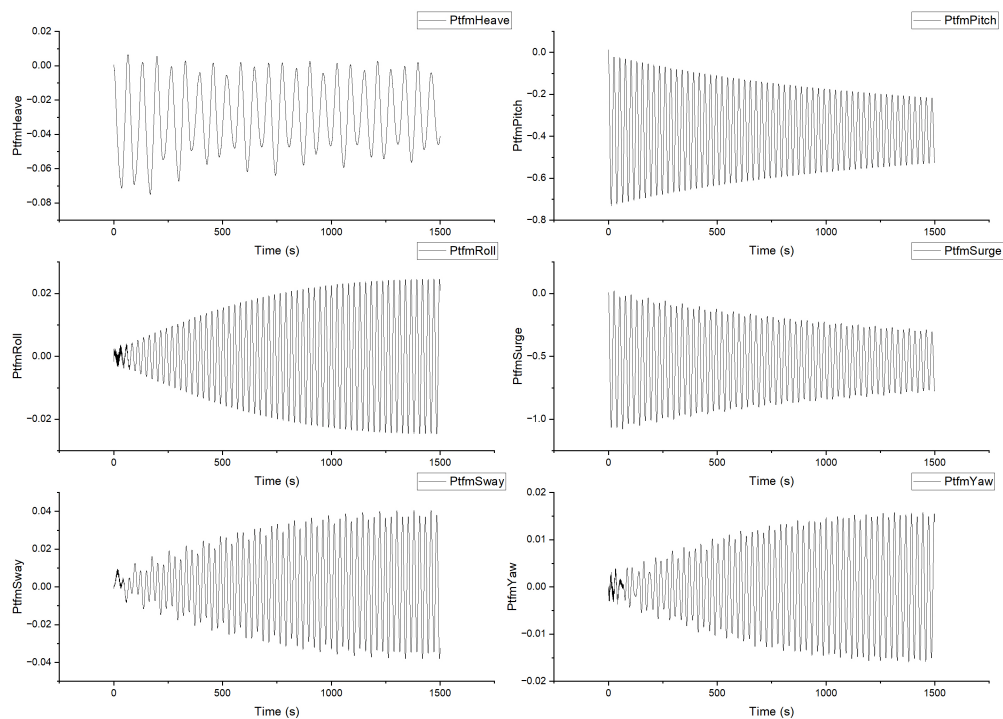 PtfmHeave
0.02
0.00
−0.02
−0.04
−0.06
−0.08
PtfmHeave
0
500
1000
1500
Time (s)
PtfmPitch
0.0
−0.2
−0.4
−0.6
−0.8
PtfmPitch
0
500
1000
1500
Time (s)
PtfmRoll
0.02
0.00
−0.02
PtfmRoll
0
500
1000
1500
Time (s)
PtfmSurge
0.0
−0.5
−1.0
PtfmSurge
0
500
1000
1500
Time (s)
PtfmSway
0.04
0.02
0.00
−0.02
−0.04
PtfmSway
0
500
1000
1500
Time (s)
PtfmYaw
0.02
0.01
0.00
−0.01
−0.02
PtfmYaw
0
500
1000
1500
Time (s)